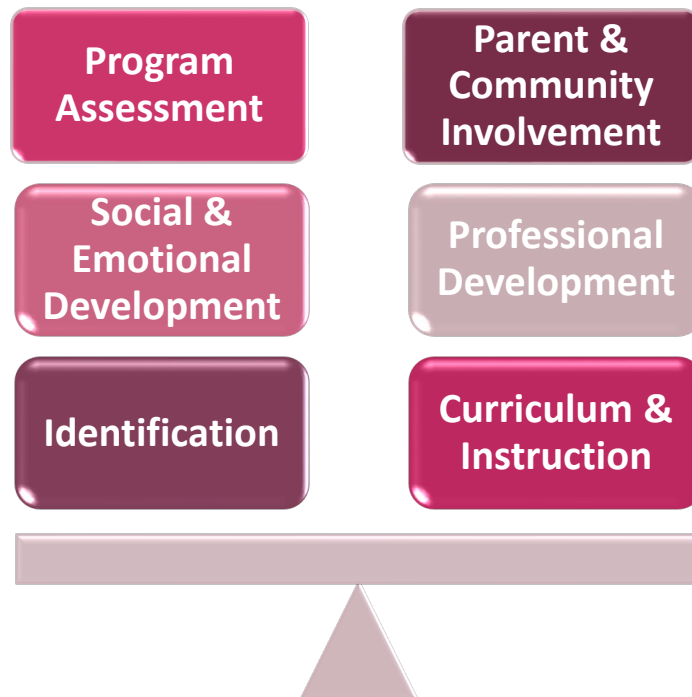 Program
Assessment
Parent &
Community
Involvement
Social &
Emotional
Development
Professional
Development
Identification
Curriculum &
Instruction